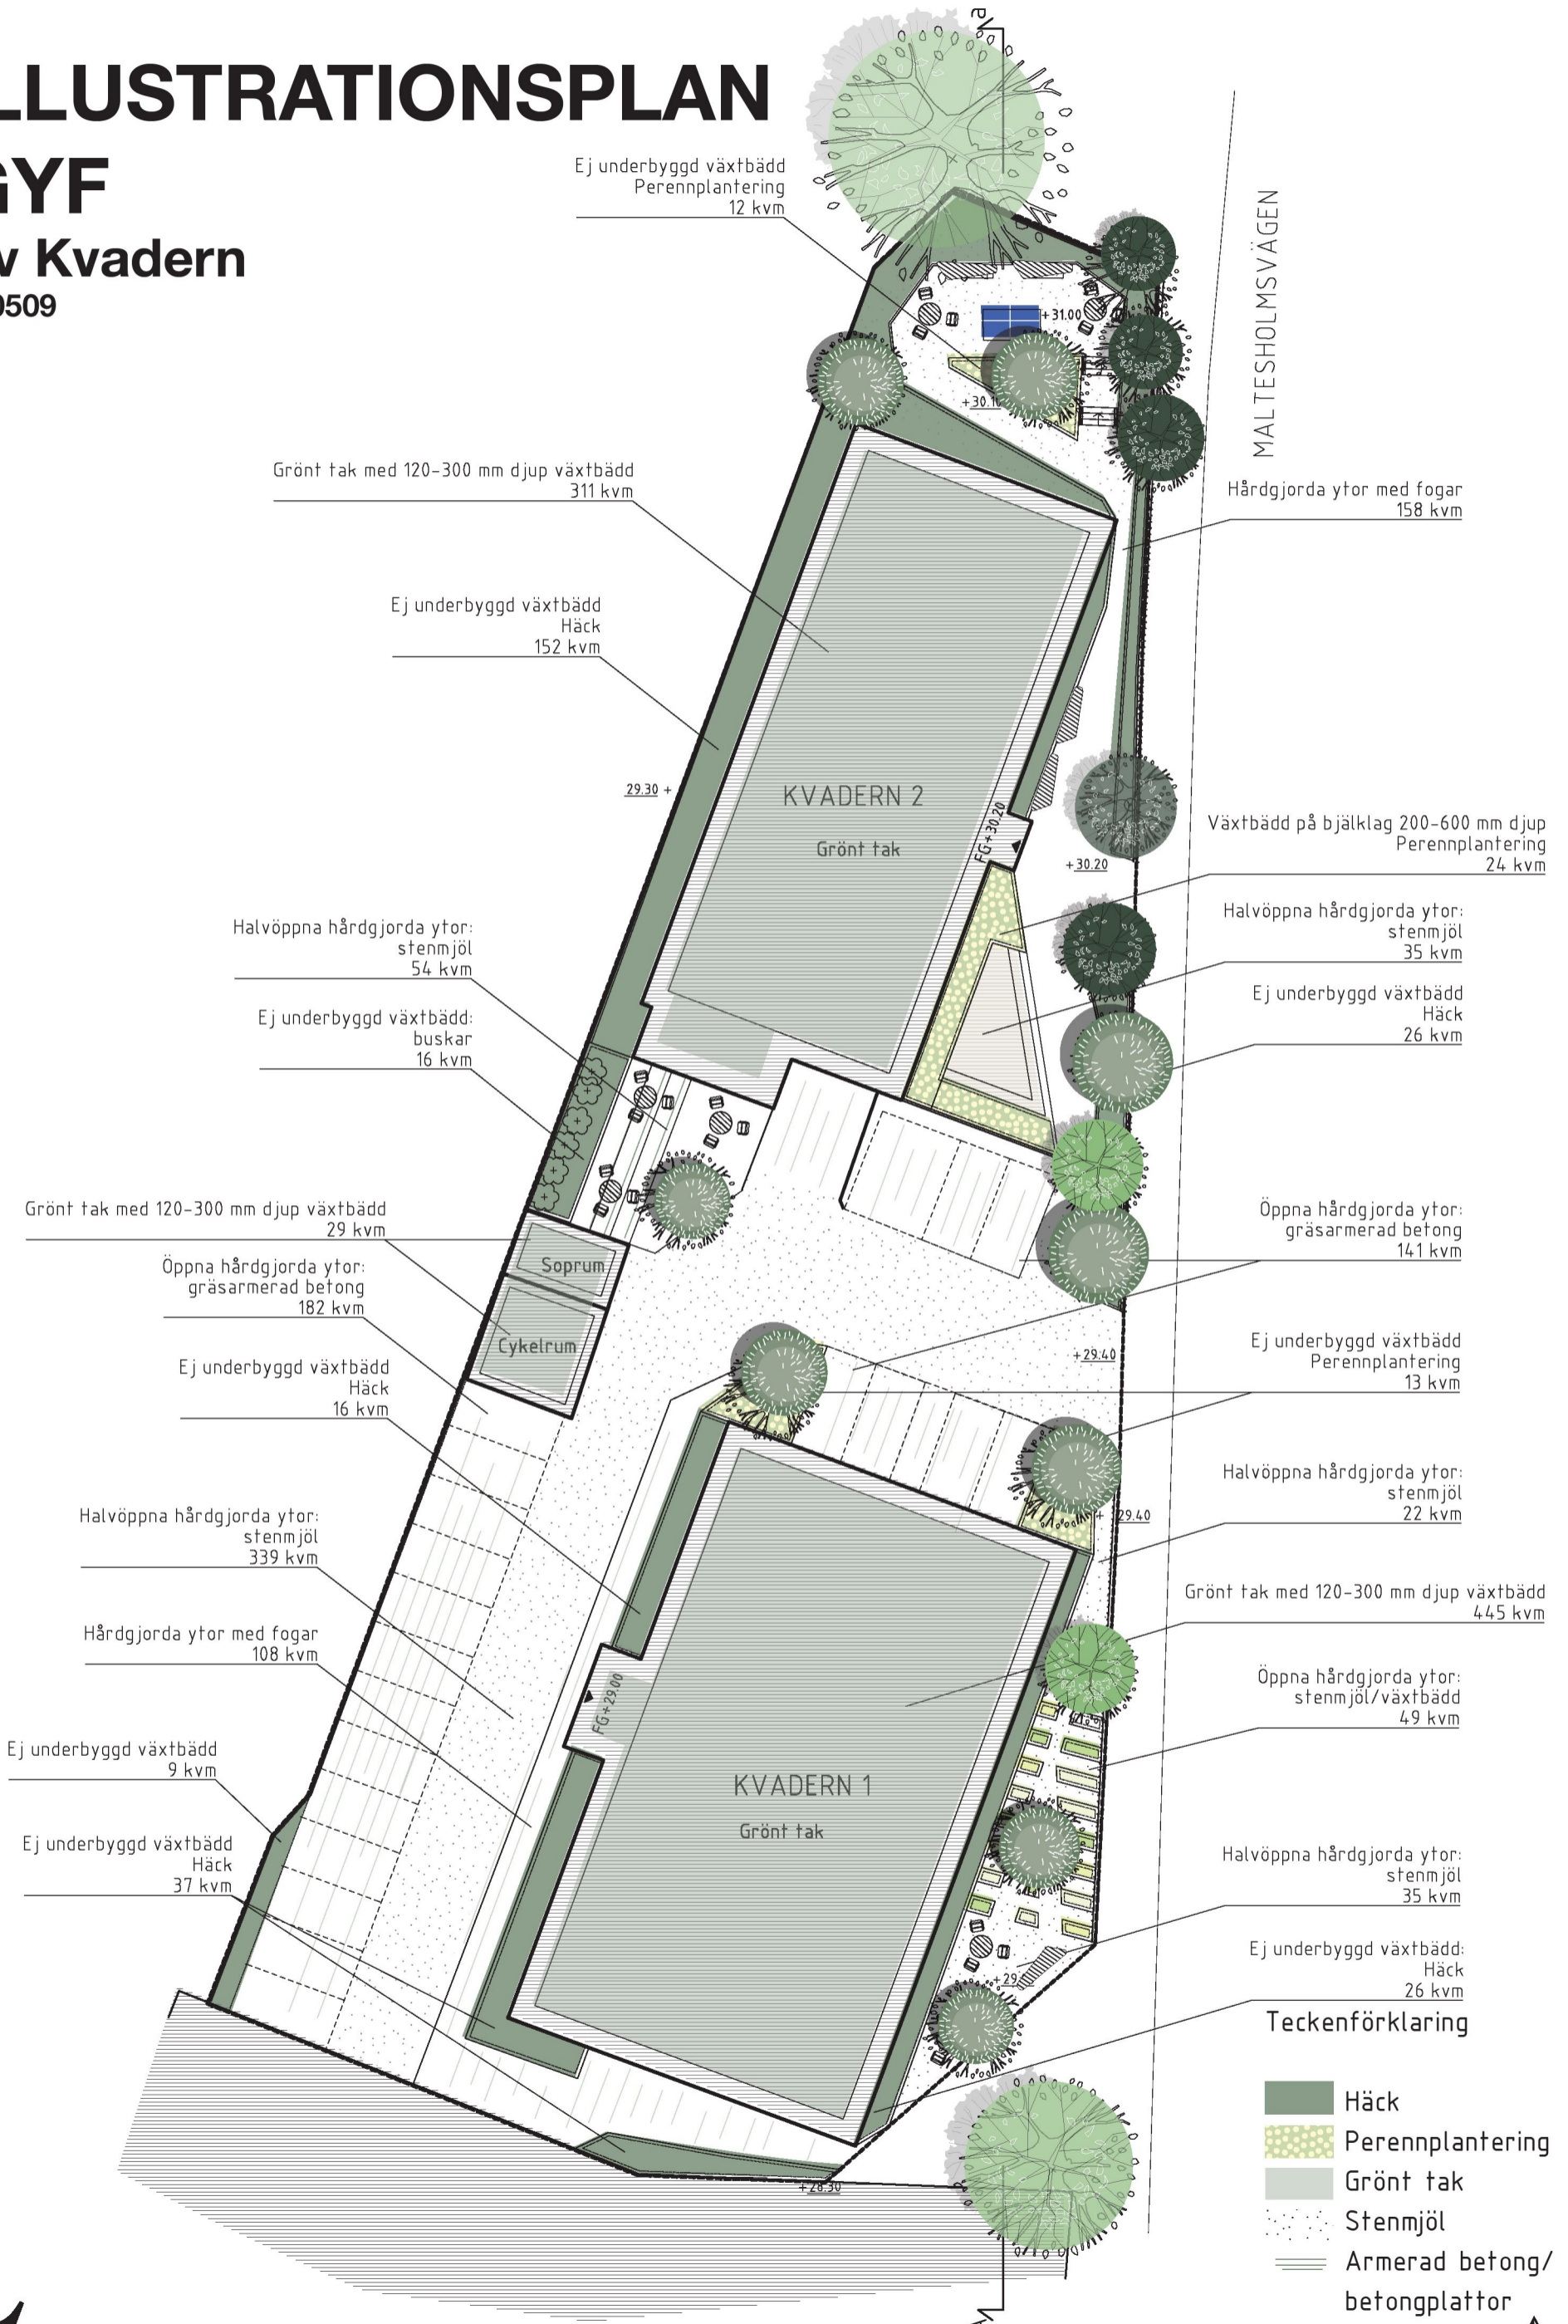 LLUSTRATIONSPLAN
GYF
v Kvadern
0509
a
Ej underbyggd växtbädd
Perennplantering
12 kvm
MALTESHOLMSVÄGEN
+31.00
+30.10
Grönt tak med 120-300 mm djup växtbädd
311 kvm
Hårdgjorda ytor med fogar
158 kvm
Ej underbyggd växtbädd
Häck
152 kvm
29.30 +
KVADERN 2
Grönt tak
FG+30.20
+30.20
Växtbädd på bjälklag 200-600 mm djup
Perennplantering
24 kvm
Halvöppna hårdgjorda ytor:
stenmjöl
54 kvm
Halvöppna hårdgjorda ytor:
stenmjöl
35 kvm
Ej underbyggd växtbädd:
buskar
16 kvm
Ej underbyggd växtbädd
Häck
26 kvm
Grönt tak med 120-300 mm djup växtbädd
29 kvm
Öppna hårdgjorda ytor:
gräsarmerad betong
141 kvm
Soprum
Öppna hårdgjorda ytor:
gräsarmerad betong
182 kvm
Cykelrum
+29.40
Ej underbyggd växtbädd
Perennplantering
13 kvm
Ej underbyggd växtbädd
Häck
16 kvm
Halvöppna hårdgjorda ytor:
stenmjöl
22 kvm
+ 29.40
Halvöppna hårdgjorda ytor:
stenmjöl
339 kvm
Grönt tak med 120-300 mm djup växtbädd
445 kvm
Hårdgjorda ytor med fogar
108 kvm
FG+29.00
Öppna hårdgjorda ytor:
stenmjöl/växtbädd
49 kvm
Ej underbyggd växtbädd
9 kvm
KVADERN 1
Grönt tak
Ej underbyggd växtbädd
Häck
37 kvm
Halvöppna hårdgjorda ytor:
stenmjöl
35 kvm
+29
Ej underbyggd växtbädd:
Häck
26 kvm
+28.30
Teckenförklaring
Häck
Perennplantering
Grönt tak
Stenmjöl
Armerad betong/
betongplattor